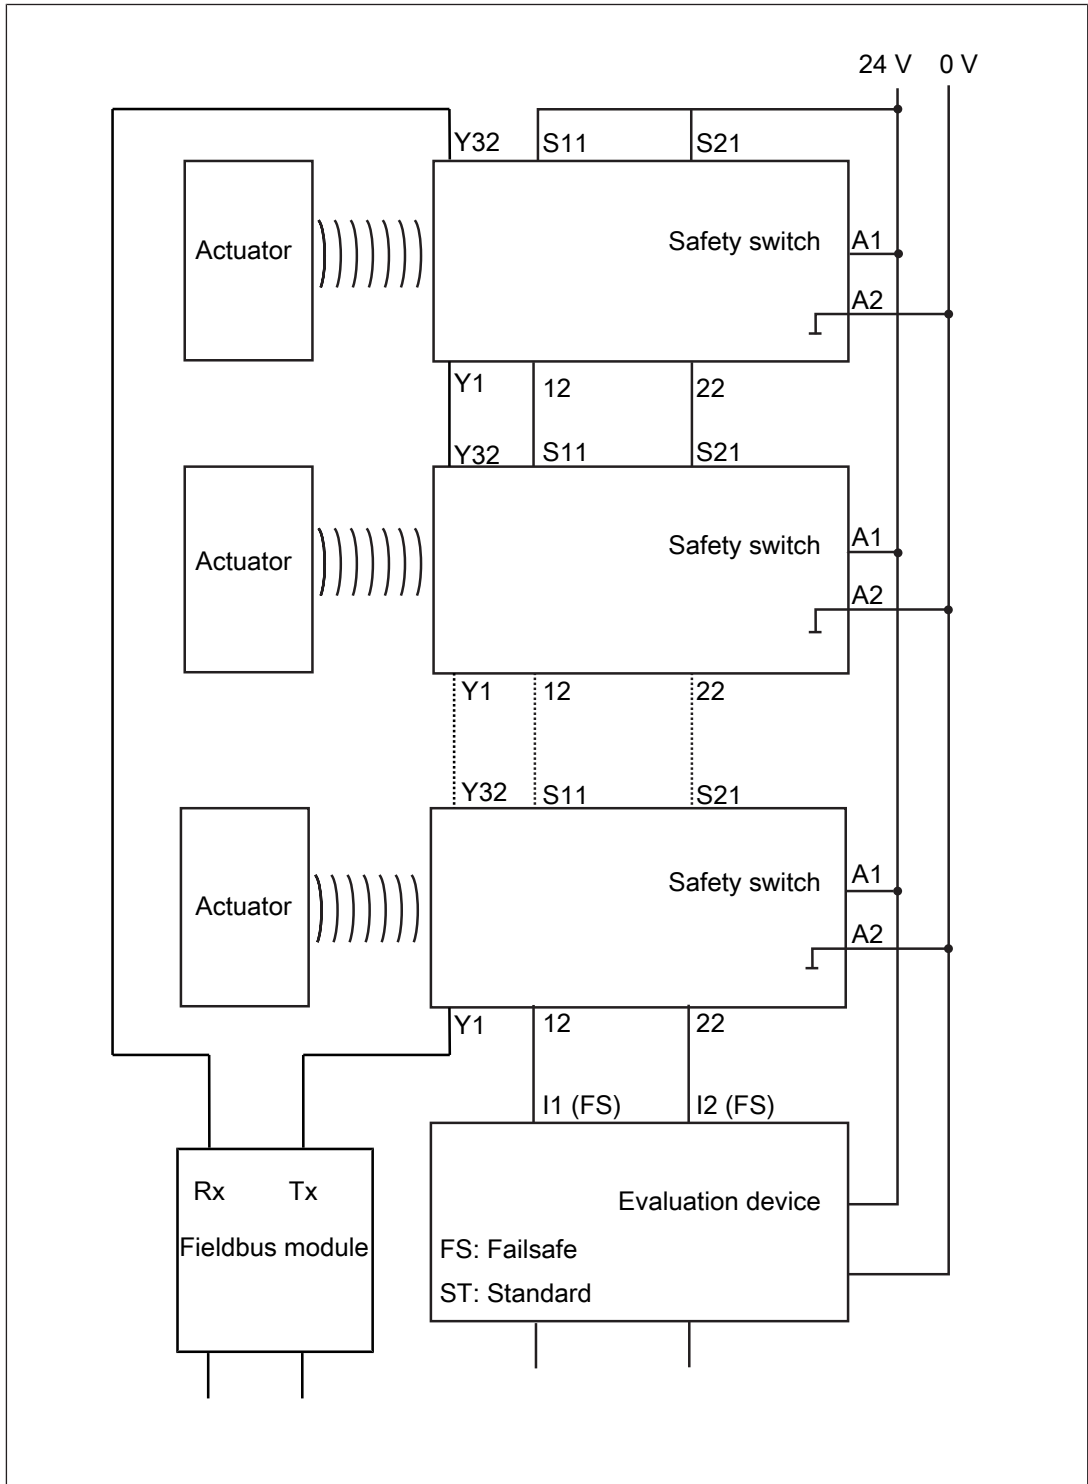 24 V 0 V
Y32 S11 S21
Actuator
Safety switch
A1
A2
Y1 12 22
Y32 S11 S21
Actuator
Safety switch
A1
A2
Y1 12 22
Y32 S11 S21
Actuator
Safety switch
A1
A2
Y1 12 22
I1 (FS) I2 (FS)
Rx Tx
Fieldbus module
Evaluation device
FS: Failsafe
ST: Standard